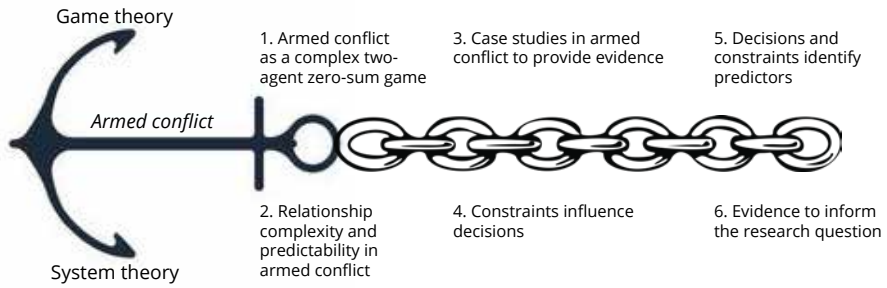 Game theory
1. Armed conflict
as a complex two-
agent zero-sum game
3. Case studies in armed
conflict to provide evidence
5. Decisions and
constraints identify
predictors
Armed conflict
2. Relationship
complexity and
predictability in
armed conflict
4. Constraints influence
decisions
6. Evidence to inform
the research question
System theory